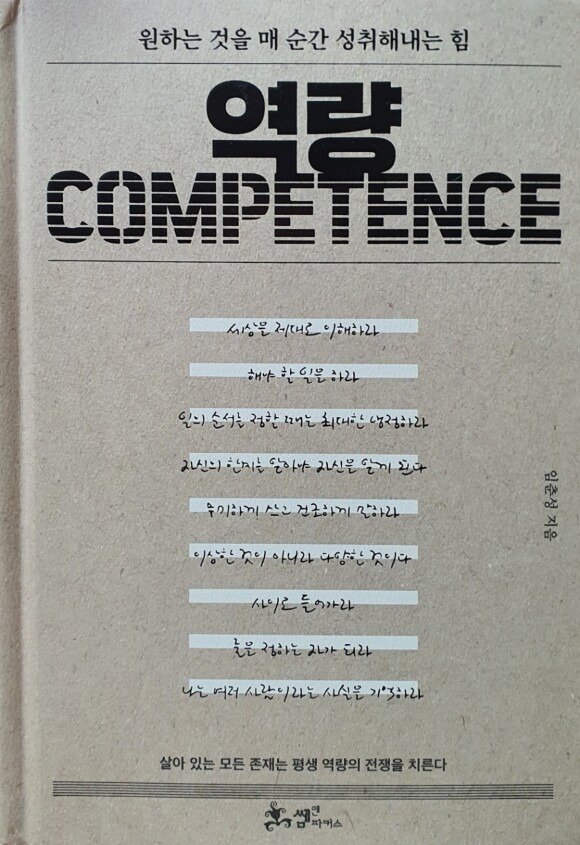 원하는 것을 매 순간 성취해내는 힘
역량
COMPETENCE
세상을 제대로 이해하라
해야 할 일을 하라
일의 순서를 정할 때는 최대한 냉정하라
자신의 한계를 알아야 자신을 알게 된다
축축하게 쓰고 건조하게 말하라
이상한 것이 아니라 다양한 것이다
사이로 들어가라
룰을 정하는 자가 되라
나는 여러 사람이라는 사실을 기억하라
임춘성 지음
살아 있는 모든 존재는 평생 역량의 전쟁을 치른다
쌤앤파커스